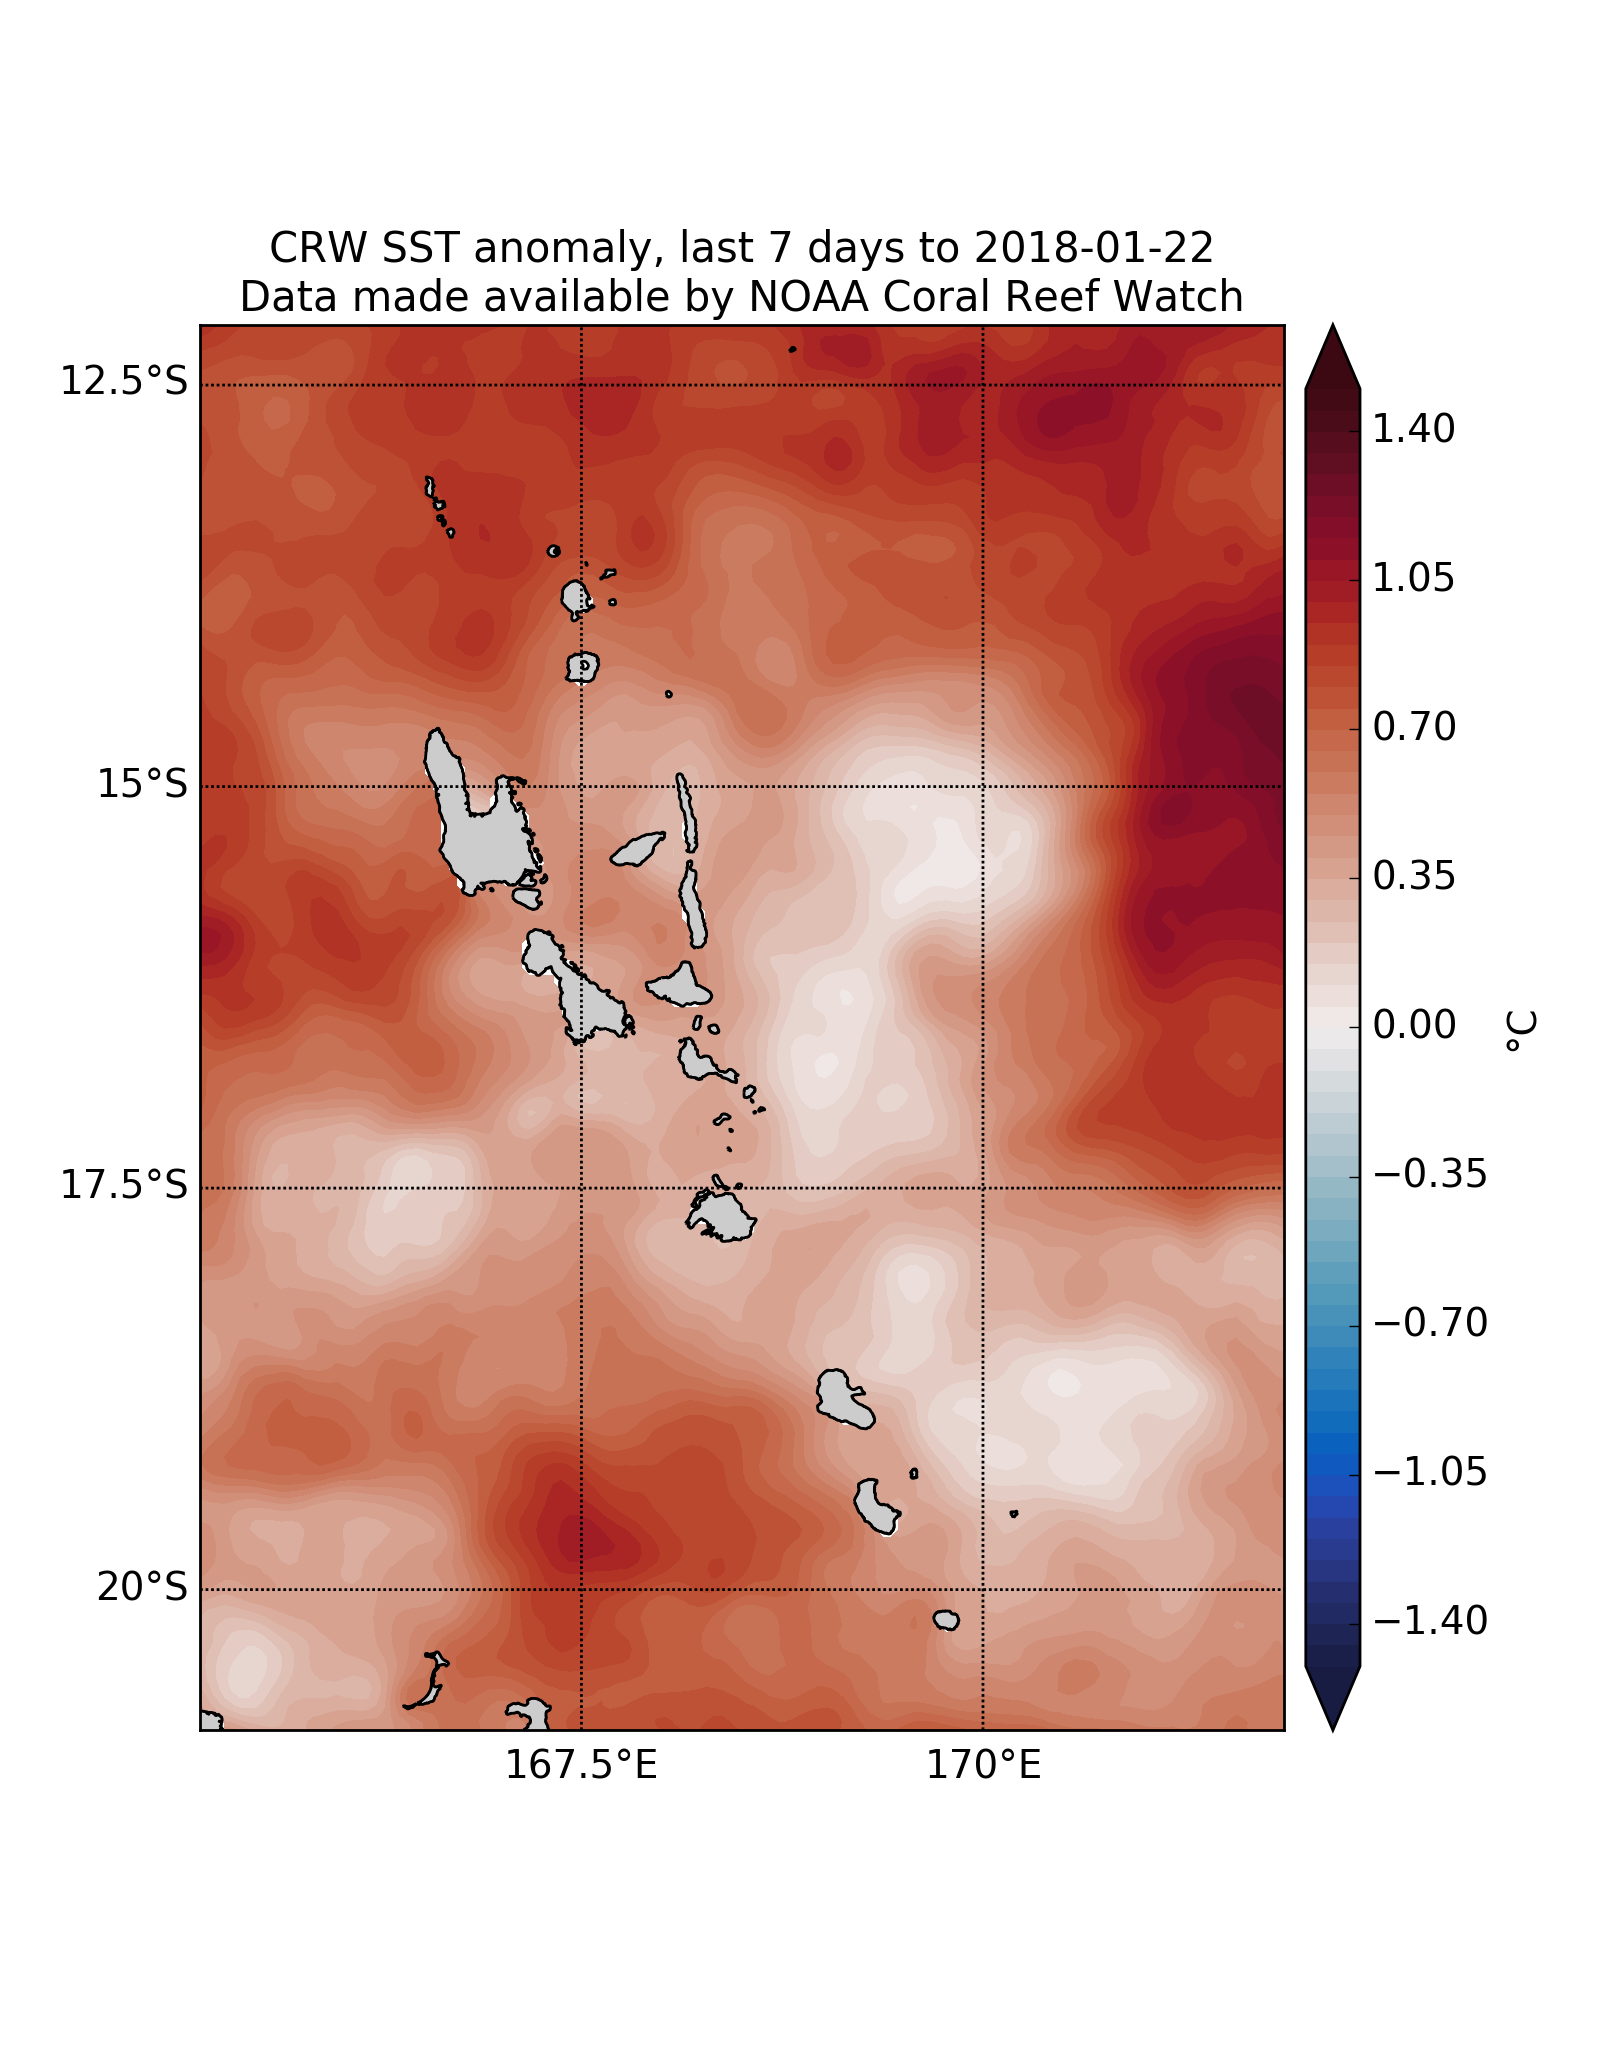 CRW SST anomaly, last 7 days to 2018-01-22
Data made available by NOAA Coral Reef Watch
12.5°S
15°S
17.5°S
20°S
167.5°E
170°E
1.40
1.05
0.70
0.35
0.00
−0.35
−0.70
−1.05
−1.40
°C